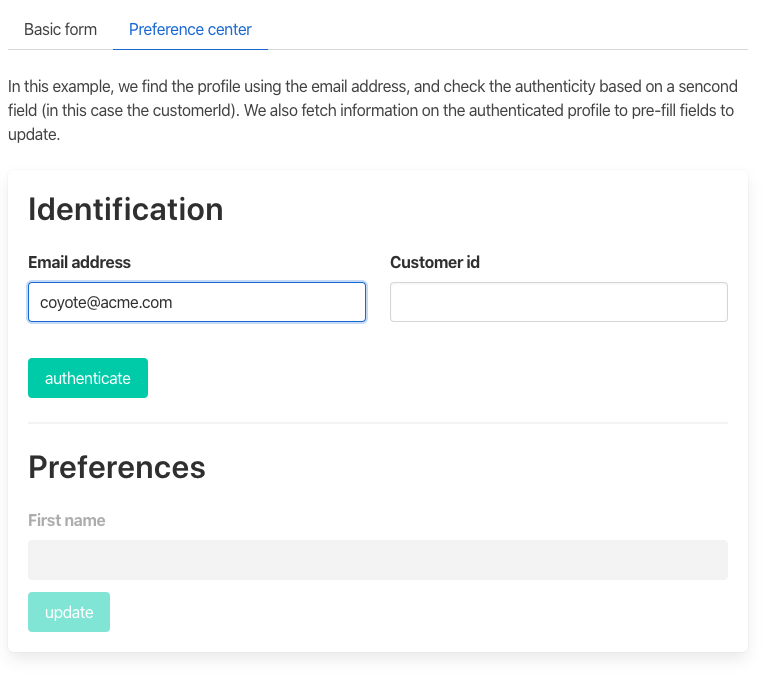 Basic form Preference center
In this example, we find the profile using the email address, and check the authenticity based on a sencond
field (in this case the customerId). We also fetch information on the authenticated profile to pre-fill fields to
update.
Identification
Email address Customer id
coyote@acme.com
authenticate
Preferences
First name
update